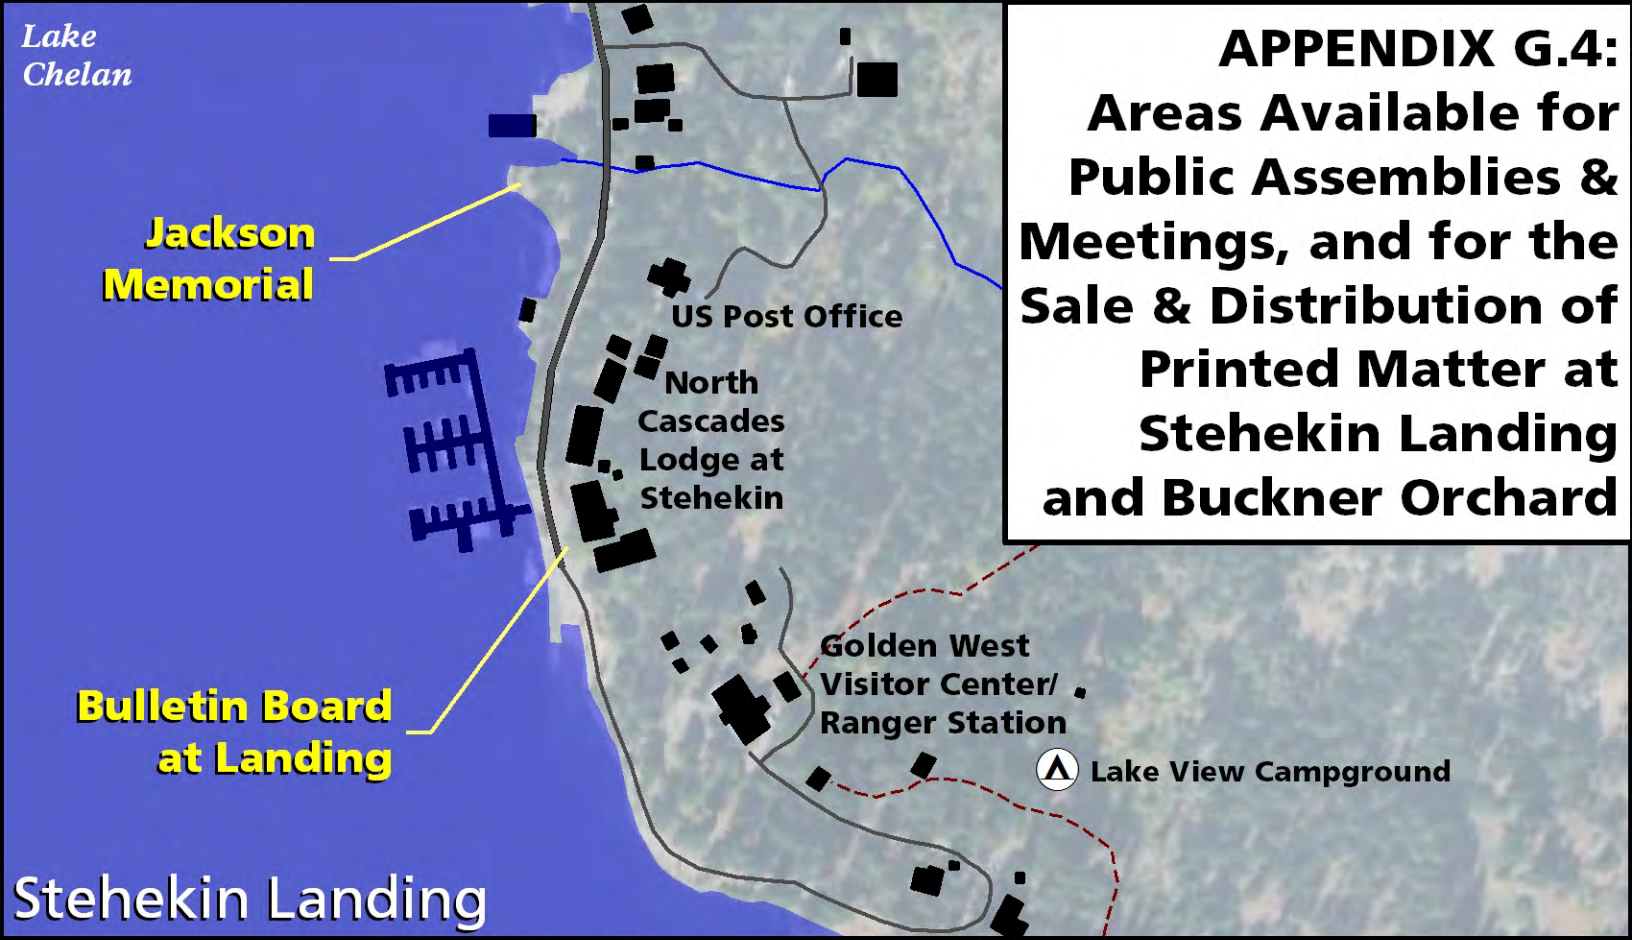 Lake
Chelan
APPENDIX G.4:
Areas Available for
Public Assemblies &
Meetings, and for the
Sale & Distribution of
Printed Matter at
Stehekin Landing
and Buckner Orchard
Jackson
Memorial
US Post Office
North
Cascades
Lodge at
Stehekin
Golden West
Visitor Center/
Ranger Station
Bulletin Board
at Landing
Lake View Campground
Stehekin Landing